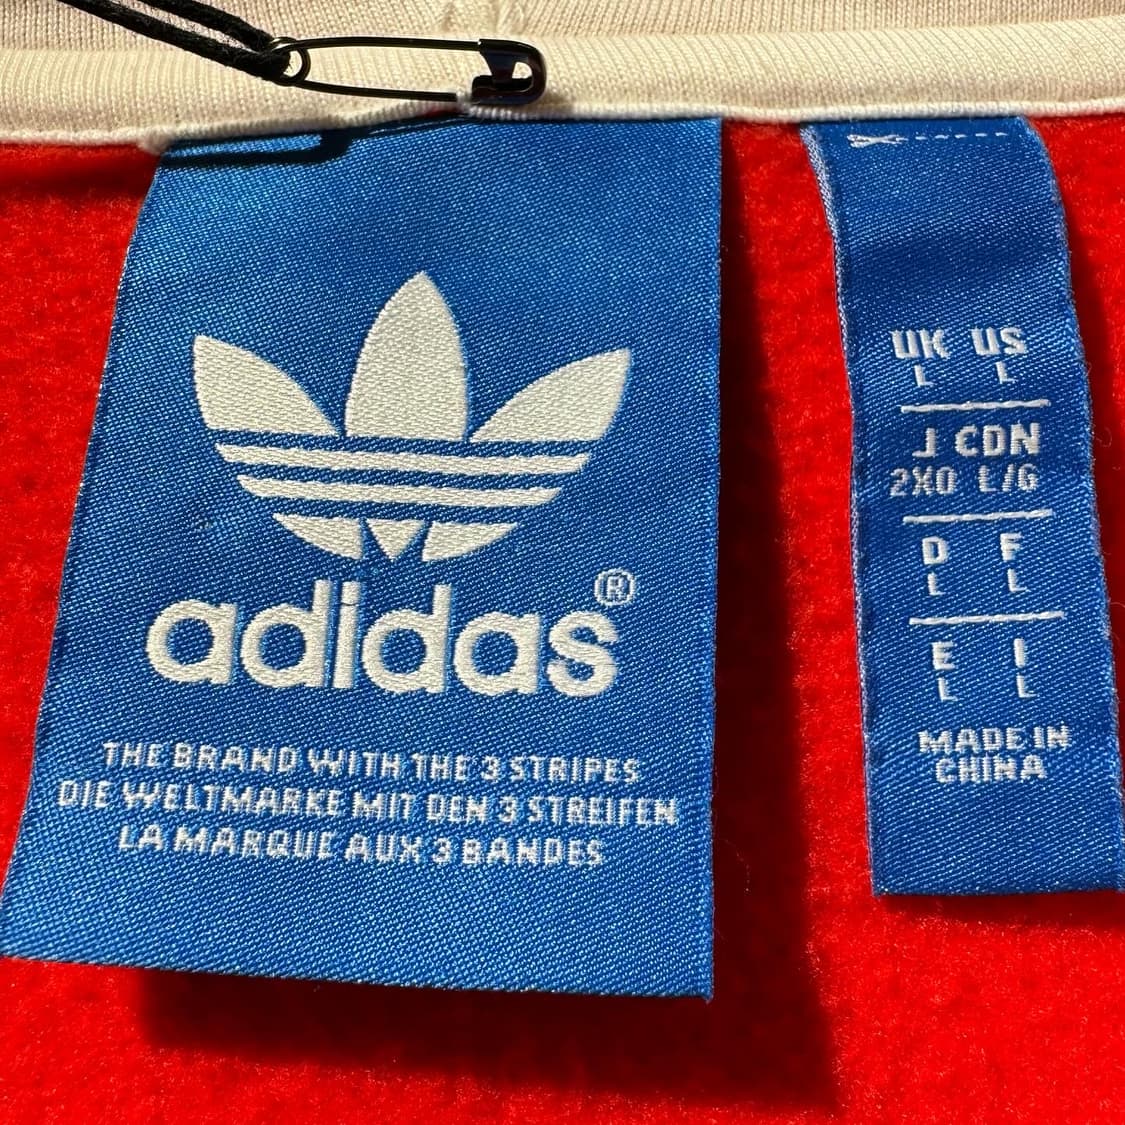 adidas®
THE BRAND WITH THE 3 STRIPES
DIE WELTMARKE MIT DEN 3 STREIFEN
LA MARQUE AUX 3 BANDES
UK US
L L
J CDN
2XO L/G
D F
L L
E I
L L
MADE IN
CHINA